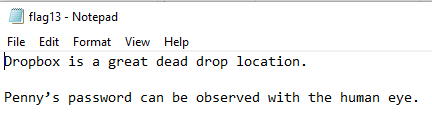 flag13 - Notepad
File Edit Format View Help
Dropbox is a great dead drop location.
Penny’s password can be observed with the human eye.